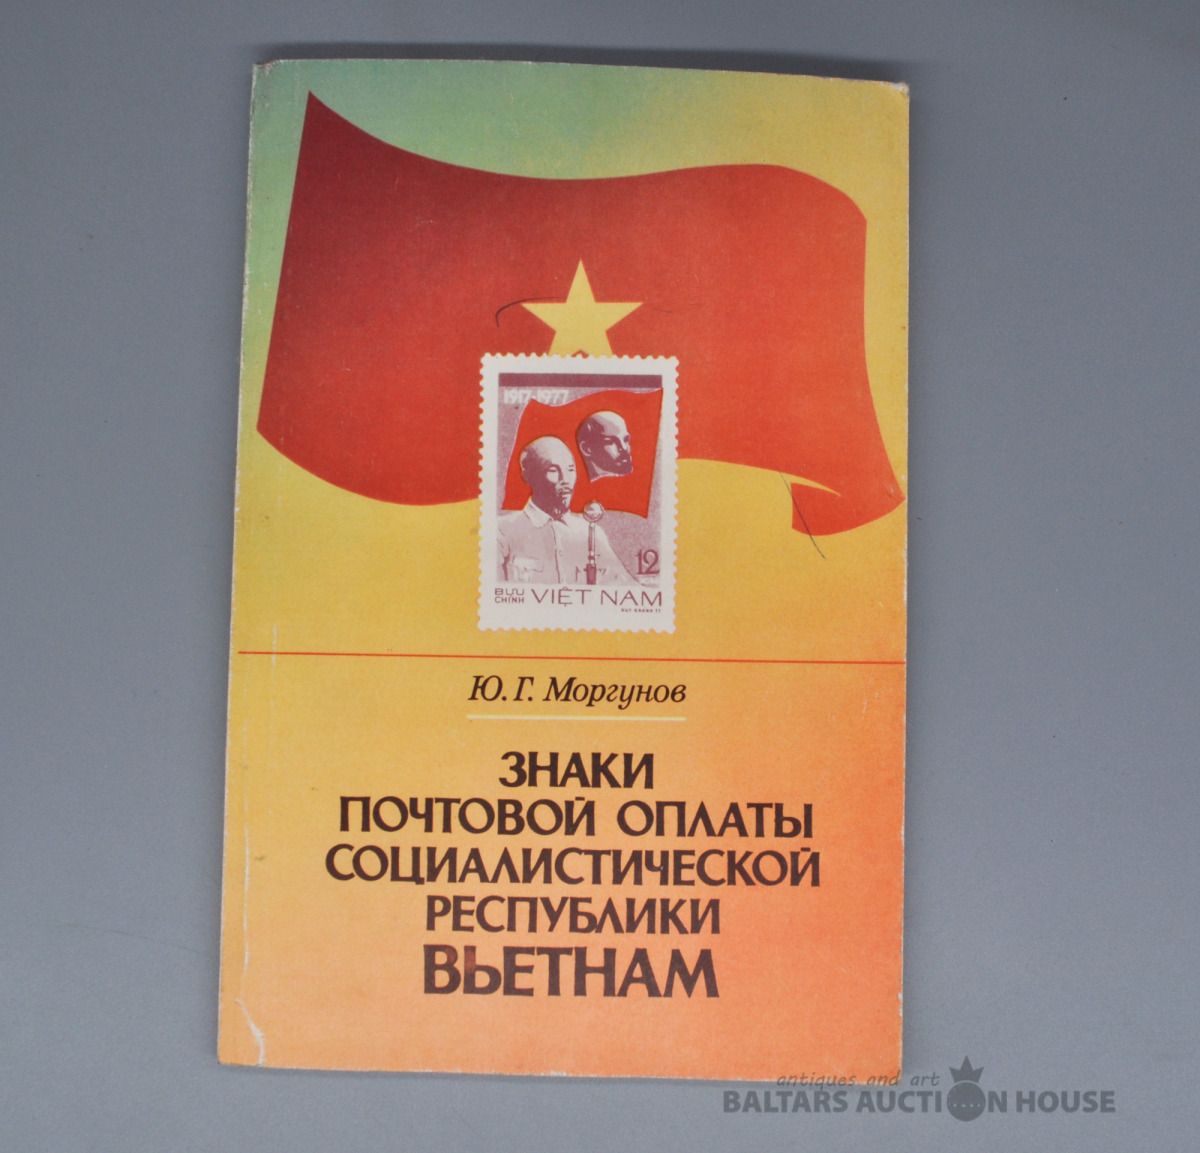 1917-1977
12
BƯU
CHÍNH
VIỆT NAM
Ю. Г. Моргунов
ЗНАКИ
ПОЧТОВОЙ ОПЛАТЫ
СОЦИАЛИСТИЧЕСКОЙ
РЕСПУБЛИКИ
ВЬЕТНАМ
antiques and art
BALTARS AUCTION HOUSE